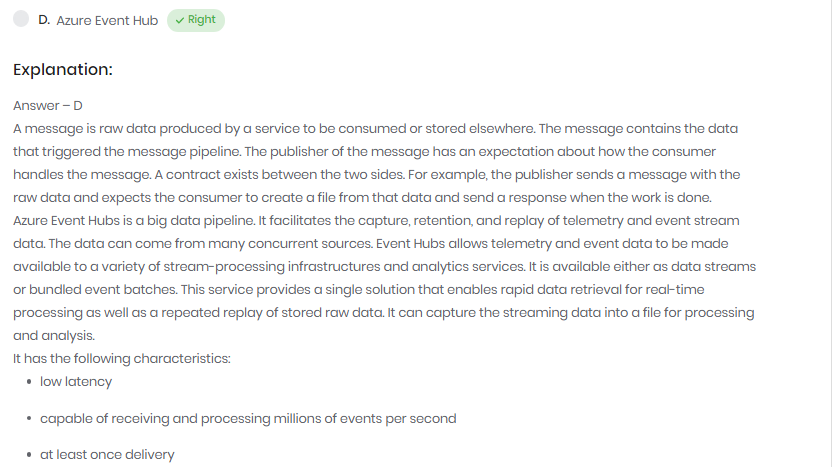 D. Azure Event Hub ✓ Right
Explanation:
Answer – D
A message is raw data produced by a service to be consumed or stored elsewhere. The message contains the data
that triggered the message pipeline. The publisher of the message has an expectation about how the consumer
handles the message. A contract exists between the two sides. For example, the publisher sends a message with the
raw data and expects the consumer to create a file from that data and send a response when the work is done.
Azure Event Hubs is a big data pipeline. It facilitates the capture, retention, and replay of telemetry and event stream
data. The data can come from many concurrent sources. Event Hubs allows telemetry and event data to be made
available to a variety of stream-processing infrastructures and analytics services. It is available either as data streams
or bundled event batches. This service provides a single solution that enables rapid data retrieval for real-time
processing as well as a repeated replay of stored raw data. It can capture the streaming data into a file for processing
and analysis.
It has the following characteristics:
• low latency
• capable of receiving and processing millions of events per second
• at least once delivery